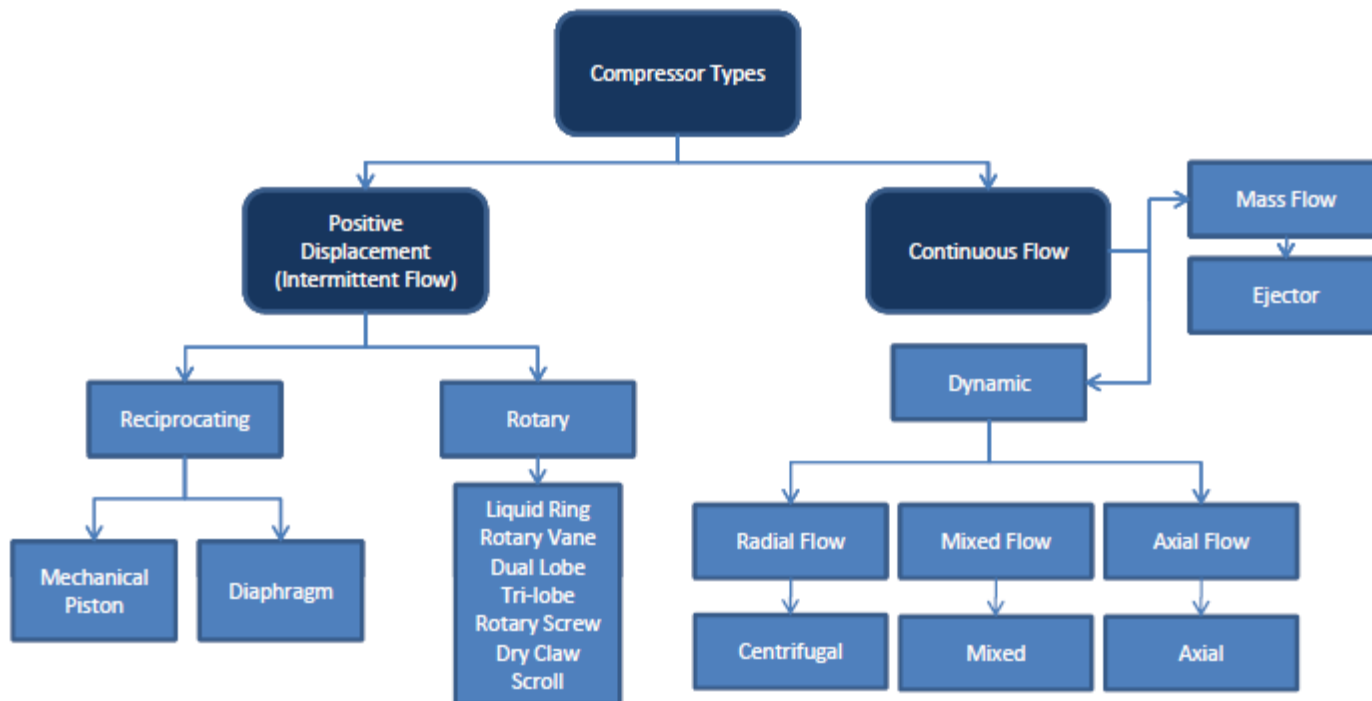 Compressor Types
Positive
Displacement
(Intermittent Flow)
Continuous Flow
Mass Flow
Ejector
Reciprocating
Rotary
Dynamic
Mechanical
Piston
Diaphragm
Liquid Ring
Rotary Vane
Dual Lobe
Tri-lobe
Rotary Screw
Dry Claw
Scroll
Radial Flow
Mixed Flow
Axial Flow
Centrifugal
Mixed
Axial